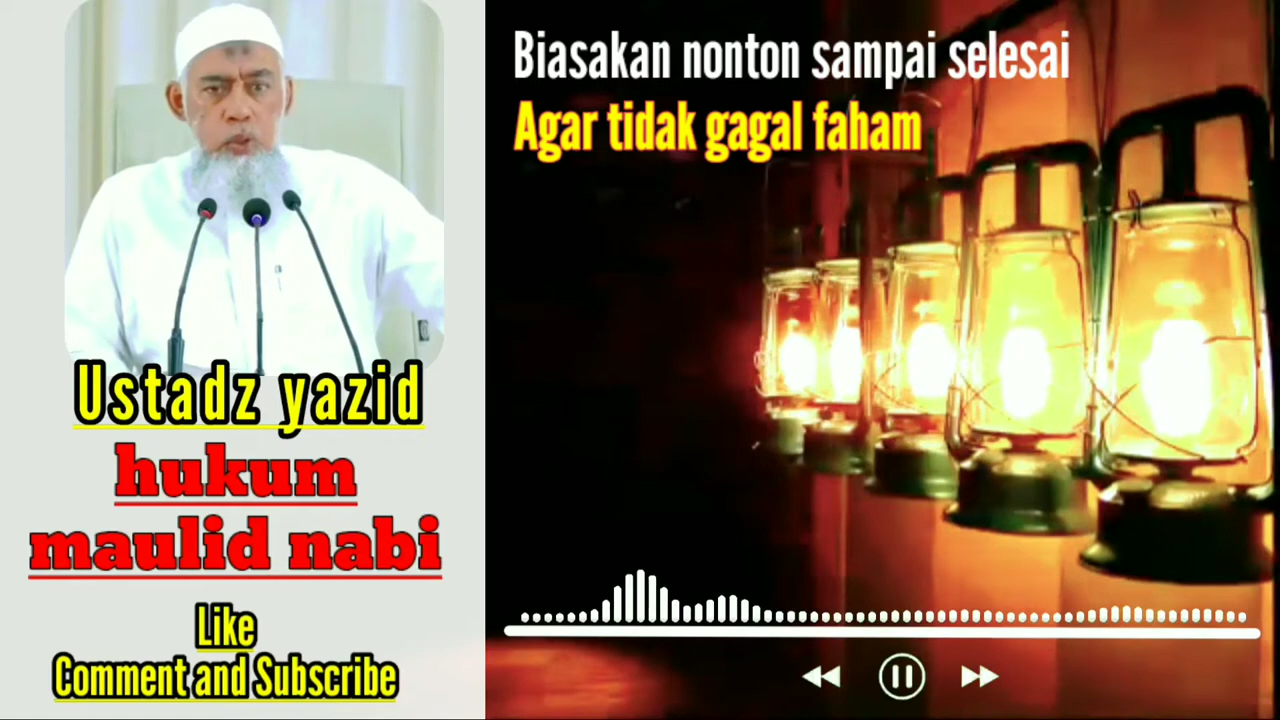 Ustadz yazid
hukum
maulid nabi
Like
Comment and Subscribe
Biasakan nonton sampai selesai
Agar tidak gagal faham